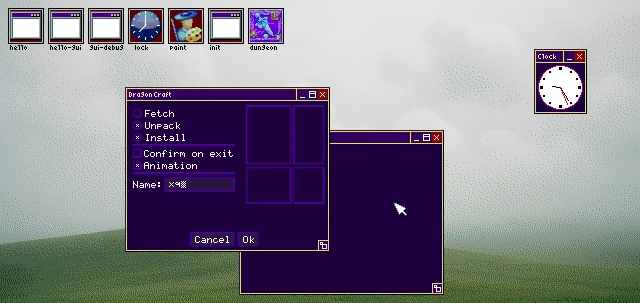 hello
hello-gui
gui-debug
lock
paint
init
dungeon
Clock
DragonCraft
Fetch
Unpack
Install
Confirm on exit
Animation
Name:
Cancel Ok